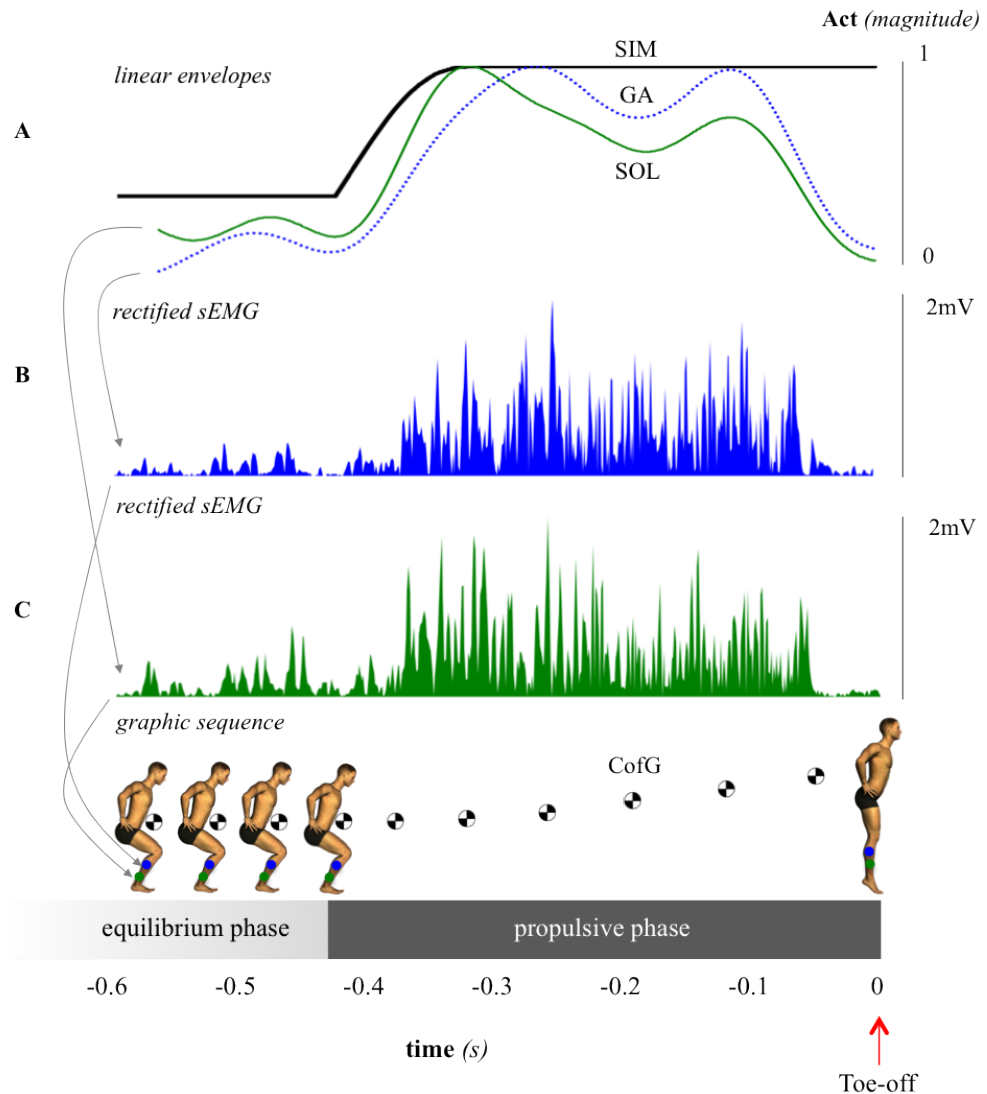 Act (magnitude)
SIM
1
linear envelopes
GA
A
SOL
0
rectified sEMG
2mV
B
rectified sEMG
2mV
C
graphic sequence
CofG
equilibrium phase
propulsive phase
-0.6 -0.5 -0.4 -0.3 -0.2 -0.1 0
time (s)
Toe-off